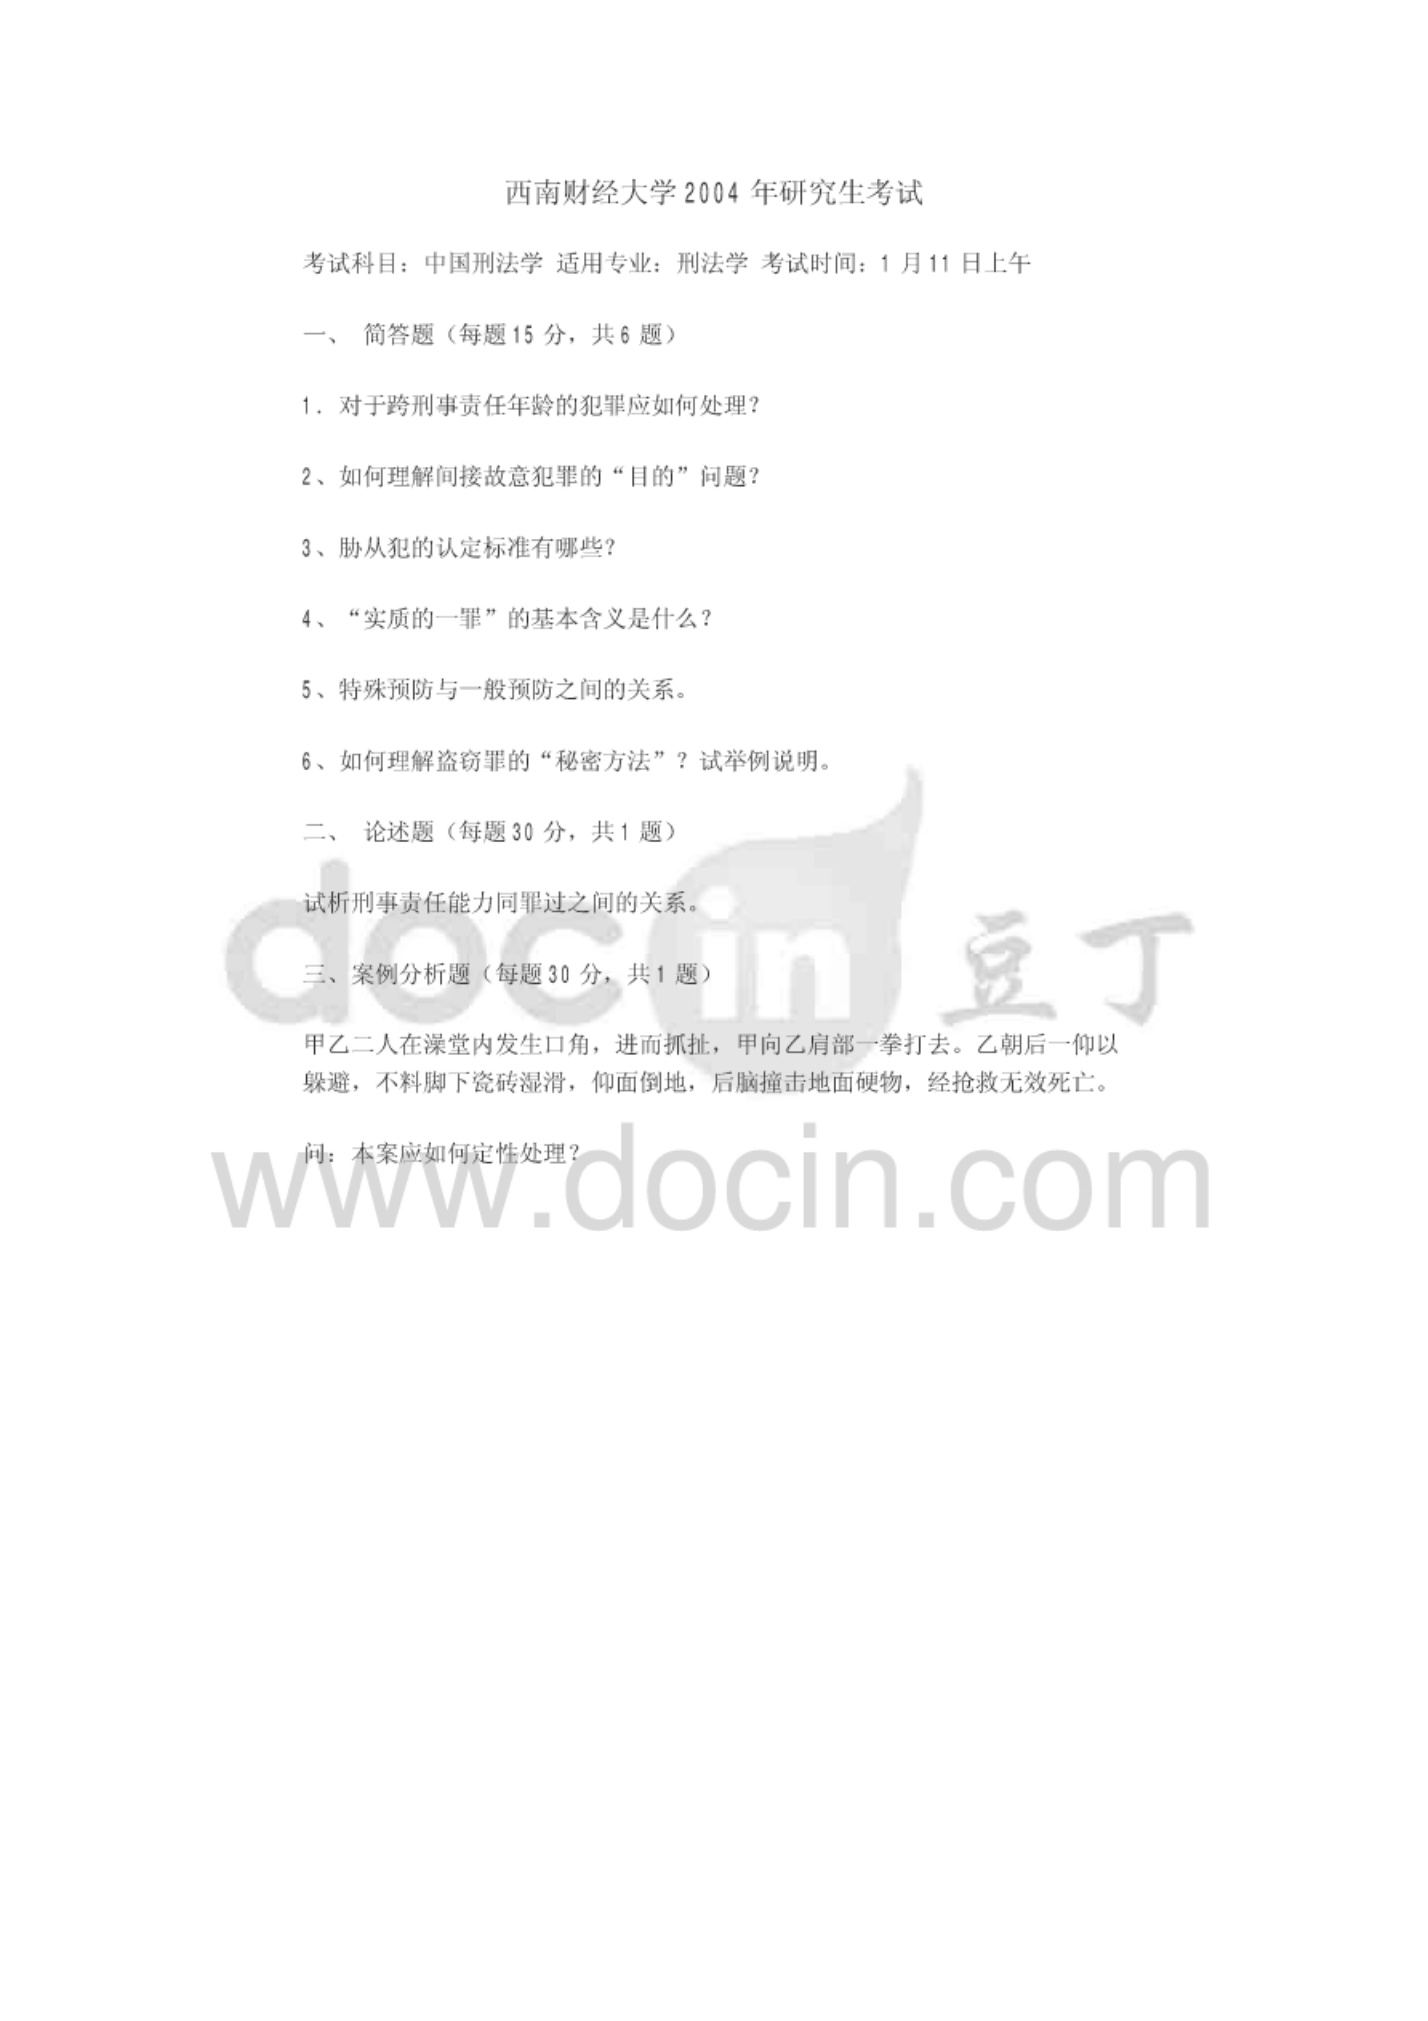 西南财经大学2004 年研究生考试
考试科目：中国刑法学 适用专业：刑法学 考试时间：1 月11 日上午
一、 简答题（每题15 分，共6 题）
1．对于跨刑事责任年龄的犯罪应如何处理？
2、如何理解间接故意犯罪的“目的”问题？
3、胁从犯的认定标准有哪些？
4、“实质的一罪”的基本含义是什么？
5、特殊预防与一般预防之间的关系。
6、如何理解盗窃罪的“秘密方法”？试举例说明。
二、 论述题（每题30 分，共1 题）
试析刑事责任能力同罪过之间的关系。
三、案例分析题（每题30 分，共1 题）
甲乙二人在澡堂内发生口角，进而抓扯，甲向乙肩部一拳打去。乙朝后一仰以
躲避，不料脚下瓷砖湿滑，仰面倒地，后脑撞击地面硬物，经抢救无效死亡。
问：本案应如何定性处理？
docin 豆丁
www.docin.com